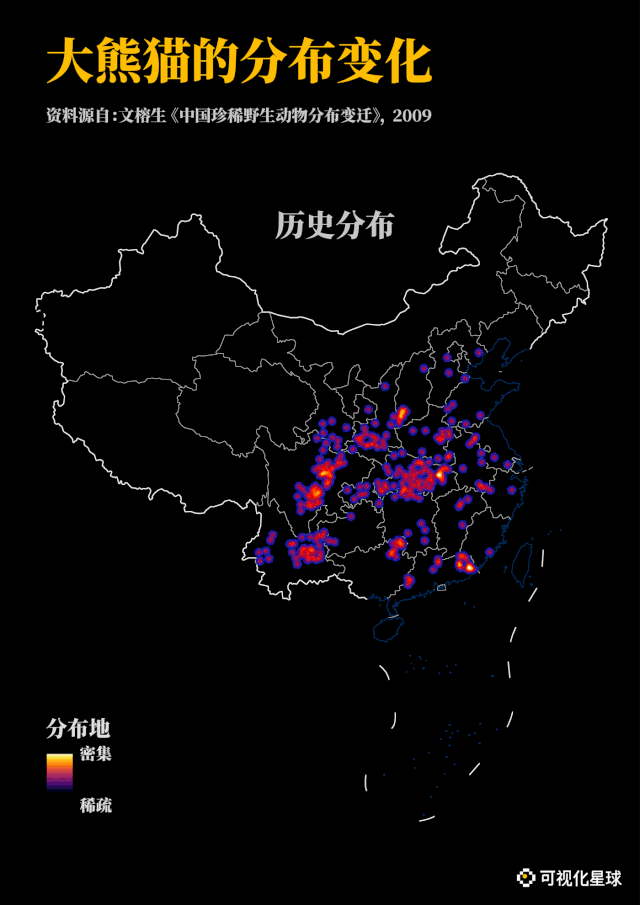 大熊猫的分布变化
资料源自：文榕生《中国珍稀野生动物分布变迁》，2009
历史分布
分布地
密集
稀疏
可视化星球